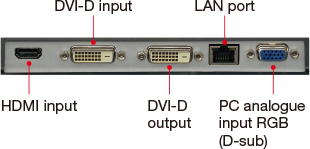 DVI-D input
LAN port
HDMI input
DVI-D
output
PC analogue
input RGB
(D-sub)